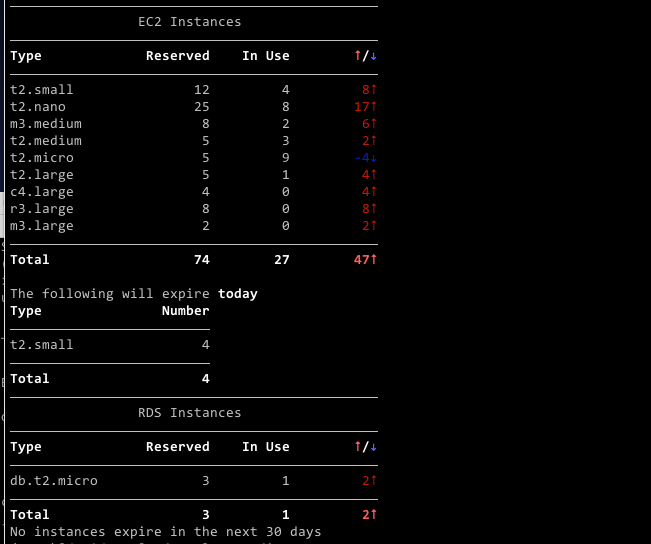 EC2 Instances
Type Reserved In Use ↑/↓
t2.small 12 4 8↑
t2.nano 25 8 17↑
m3.medium 8 2 6↑
t2.medium 5 3 2↑
t2.micro 5 9 -4↓
t2.large 5 1 4↑
c4.large 4 0 4↑
r3.large 8 0 8↑
m3.large 2 0 2↑
Total 74 27 47↑
The following will expire today
Type Number
t2.small 4
Total 4
RDS Instances
Type Reserved In Use ↑/↓
db.t2.micro 3 1 2↑
Total 3 1 2↑
No instances expire in the next 30 days